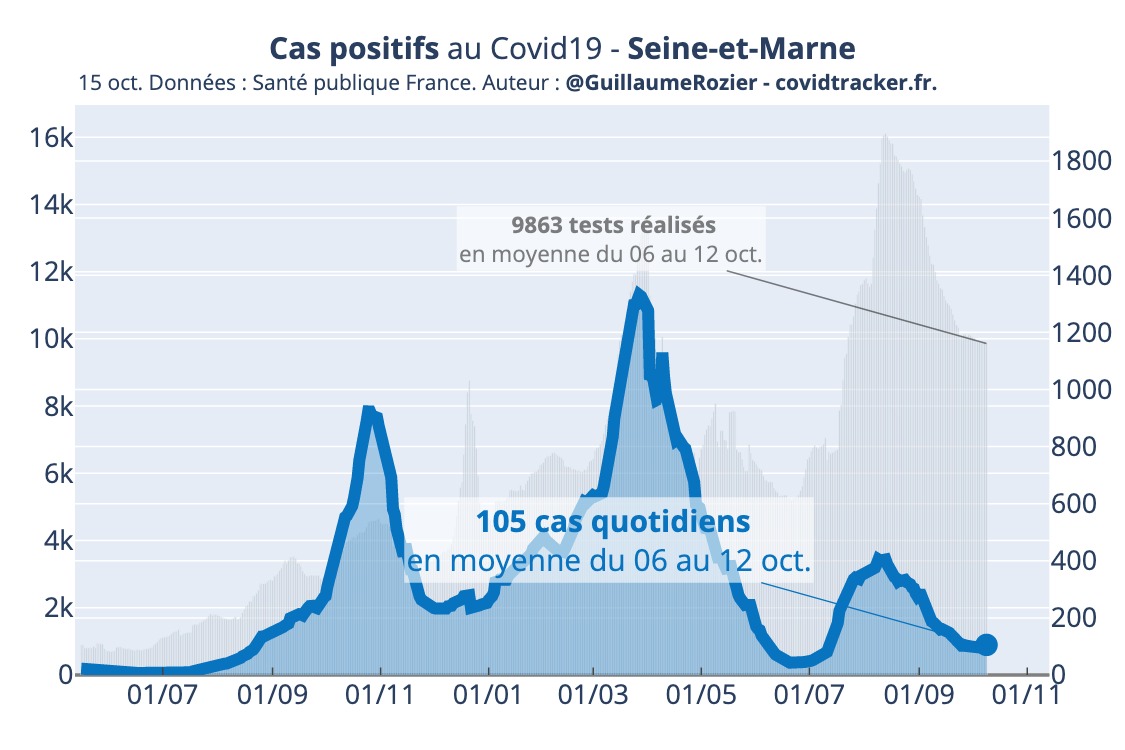 Cas positifs au Covid19 - Seine-et-Marne
15 oct. Données : Santé publique France. Auteur : @GuillaumeRozier - covidtracker.fr.
16k
14k
12k
10k
8k
6k
4k
2k
0
1800
1600
1400
1200
1000
800
600
400
200
0
9863 tests réalisés
en moyenne du 06 au 12 oct.
105 cas quotidiens
en moyenne du 06 au 12 oct.
01/07 01/09 01/11 01/01 01/03 01/05 01/07 01/09 01/11